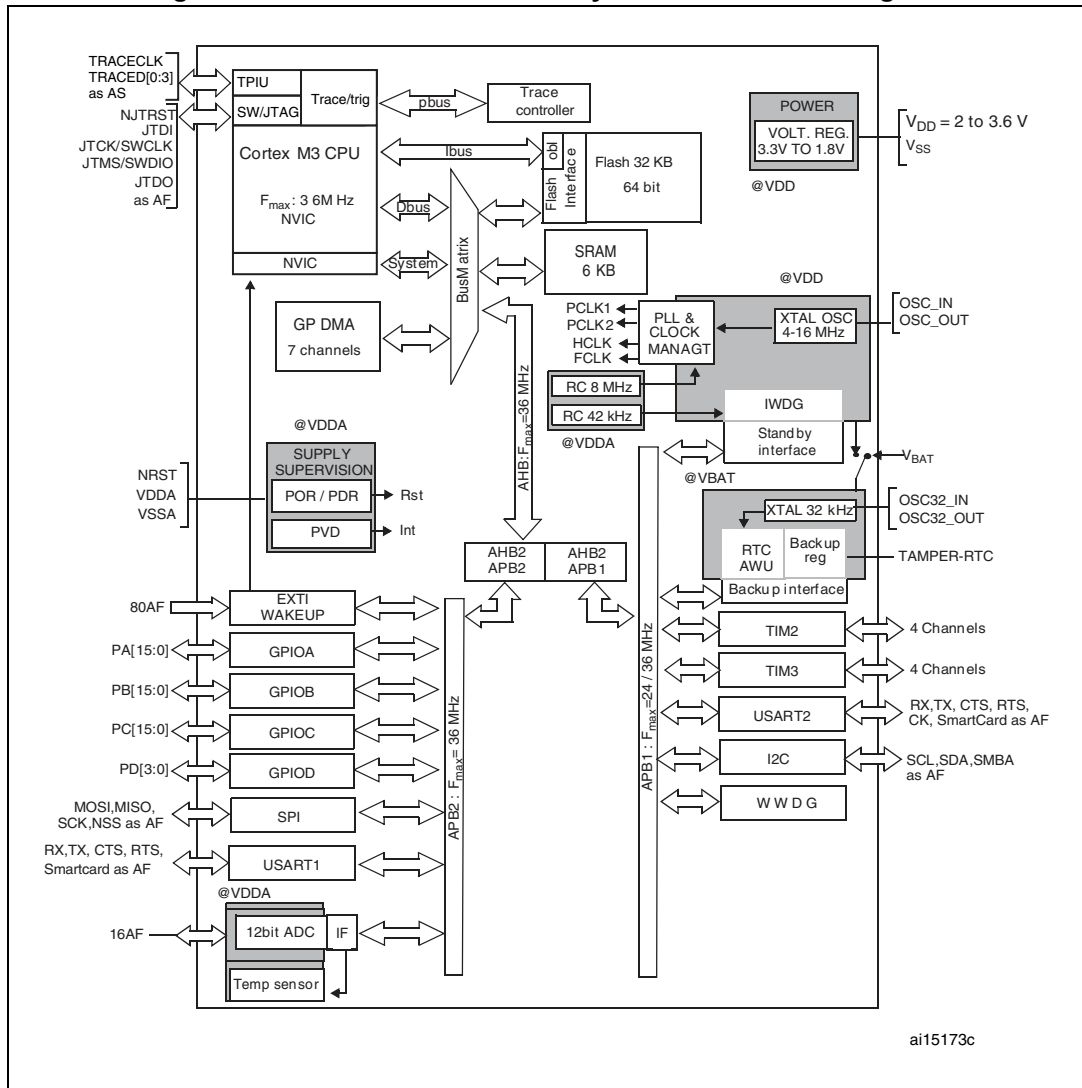 TRACECLK
TRACED[0:3]
as AS
NJTRST
JTDI
JTCK/SWCLK
JTMS/SWDIO
JTDO
as AF
TPIU
SW/JTAG
Trace/trig
pbus
Trace
controller
Cortex M3 CPU
Fmax: 3 6M Hz
NVIC
NVIC
Ibus
Dbus
System
BusM atrix
Flash
Interface
obl
Flash 32 KB
64 bit
SRAM
6 KB
POWER
VOLT. REG.
3.3V TO 1.8V
@VDD
VDD = 2 to 3.6 V
VSS
GP DMA
7 channels
AHB: Fmax=36 MHz
@VDD
PCLK1
PCLK2
HCLK
FCLK
PLL &
CLOCK
MANAGT
XTAL OSC
4-16 MHz
OSC_IN
OSC_OUT
RC 8 MHz
RC 42 kHz
@VDDA
IWDG
Stand by
interface
VBAT
@VBAT
XTAL 32 kHz
OSC32_IN
OSC32_OUT
RTC
AWU
Backup
reg
TAMPER-RTC
Backup interface
@VDDA
SUPPLY
SUPERVISION
NRST
VDDA
VSSA
POR / PDR
Rst
PVD
Int
AHB2
APB2
AHB2
APB1
80AF
EXTI
WAKEUP
PA[15:0]
GPIOA
PB[15:0]
GPIOB
PC[15:0]
GPIOC
PD[3:0]
GPIOD
MOSI,MISO,
SCK,NSS as AF
SPI
RX,TX, CTS, RTS,
Smartcard as AF
USART1
@VDDA
16AF
12bit ADC
IF
Temp sensor
APB2 : Fmax= 36 MHz
APB1 : Fmax=24 / 36 MHz
TIM2
4 Channels
TIM3
4 Channels
USART2
RX,TX, CTS, RTS,
CK, SmartCard as AF
I2C
SCL,SDA,SMBA
as AF
W W D G
ai15173c